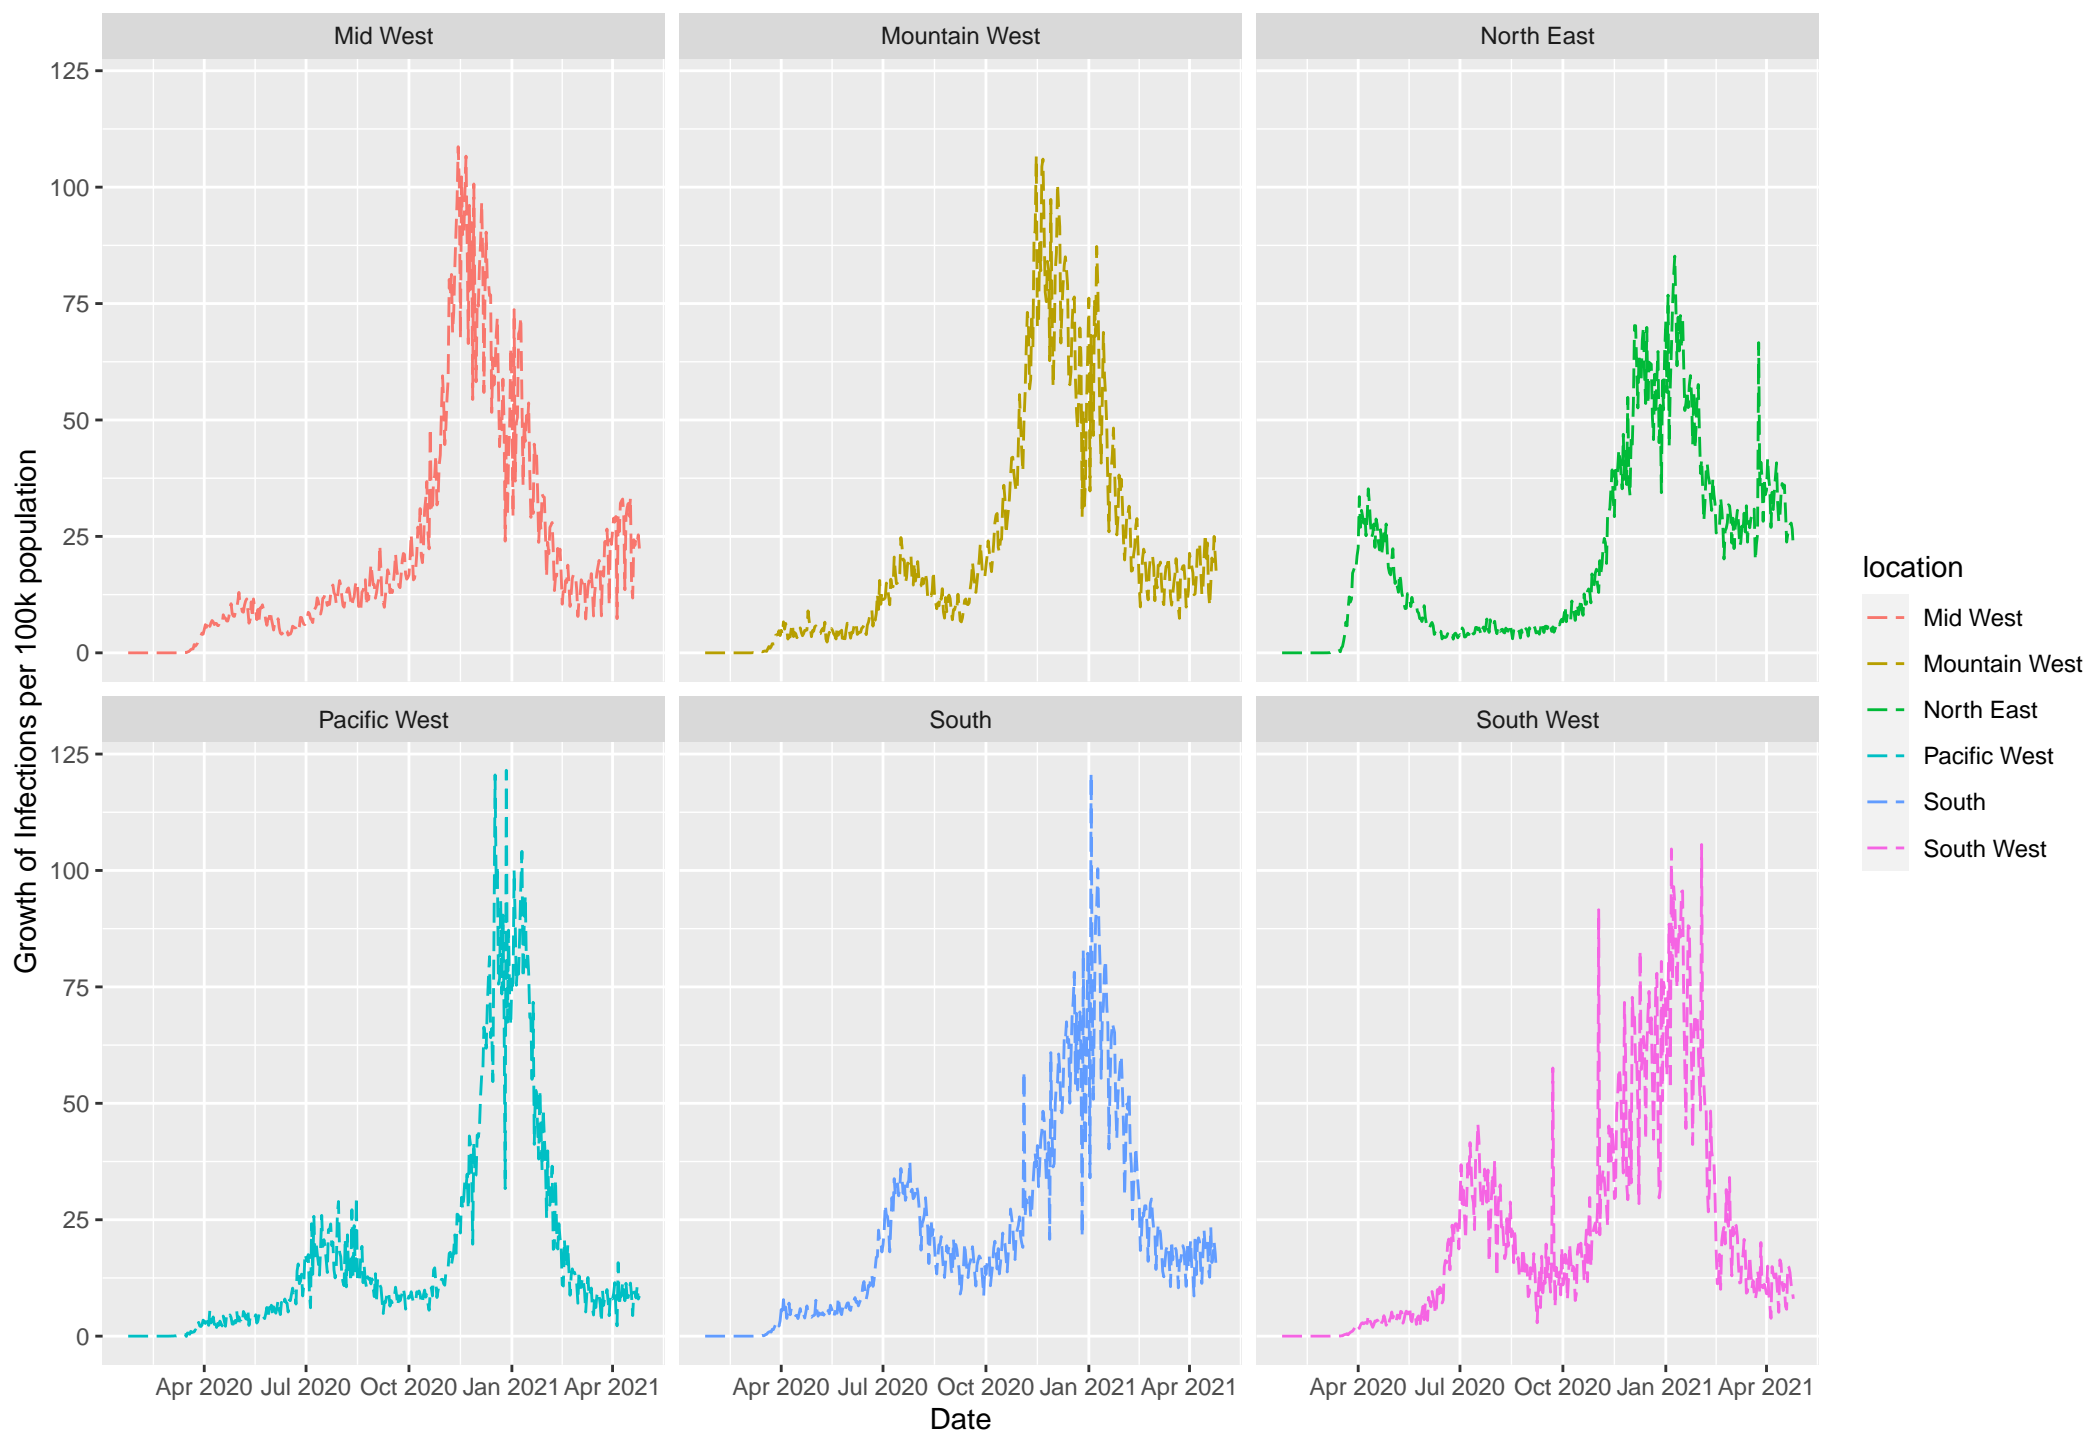 Mid West
Mountain West
North East
125
100
75
50
25
0
Pacific West
South
South West
125
100
75
50
25
0
Apr 2020 Jul 2020 Oct 2020 Jan 2021 Apr 2021
Apr 2020 Jul 2020 Oct 2020 Jan 2021 Apr 2021
Apr 2020 Jul 2020 Oct 2020 Jan 2021 Apr 2021
Date
Growth of Infections per 100k population
location
Mid West
Mountain West
North East
Pacific West
South
South West